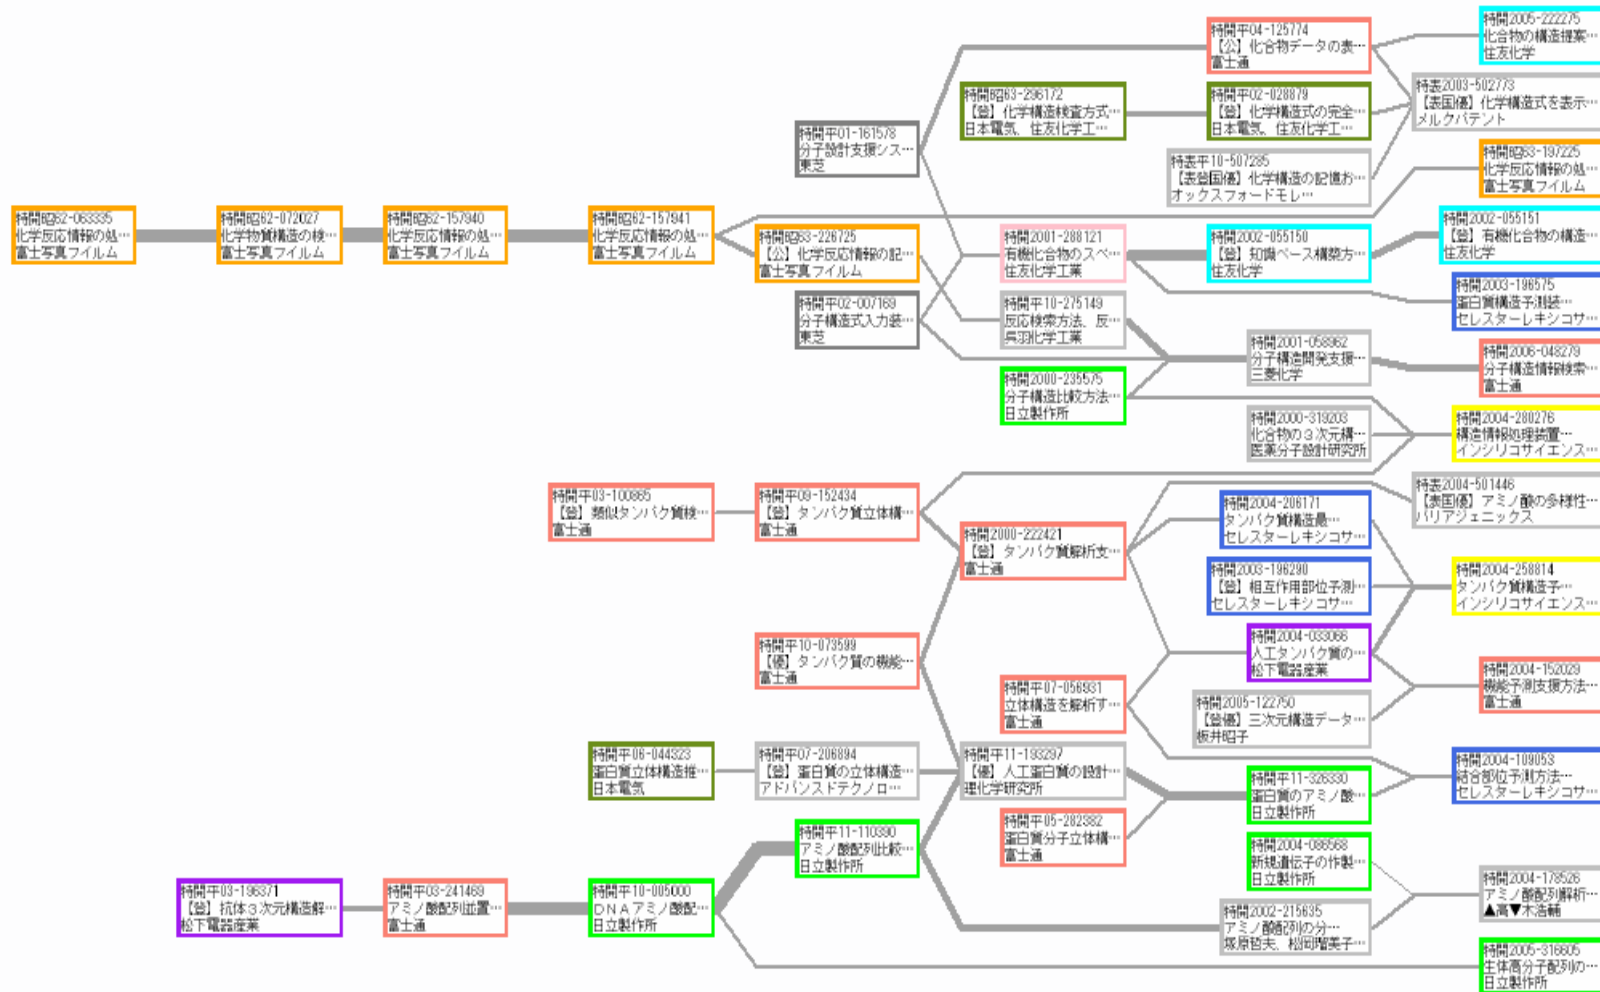 特開平04-125774
【公】化合物データの表…
富士通
特開2005-222275
化合物の構造提案…
住友化学
特開昭63-296172
【登】化学構造検査方式…
日本電気、住友化学工…
特開平02-028879
【登】化学構造式の完全…
日本電気、住友化学工…
特表2003-502773
【表国優】化学構造式を表示…
メルクパテント
特開平01-161578
分子設計支援シス…
東芝
特表平10-507285
【表登国優】化学構造の記憶お…
オックスフォードモレ…
特開昭63-197225
化学反応情報の処…
富士写真フイルム
特開昭62-063335
化学反応情報の処…
富士写真フイルム
特開昭62-072027
化学物質構造の検…
富士写真フイルム
特開昭62-157940
化学反応情報の処…
富士写真フイルム
特開昭62-157941
化学反応情報の処…
富士写真フイルム
特開昭63-226725
【公】化学反応情報の記…
富士写真フイルム
特開2001-288121
有機化合物のスペ…
住友化学工業
特開2002-055150
【登】知識ベース構築方…
住友化学
特開2002-055151
【登】有機化合物の構造…
住友化学
特開平02-007169
分子構造式入力装…
東芝
特開平10-275149
反応検索方法、反…
呉羽化学工業
特開2003-196575
蛋白質構造予測装…
セレスターレキシコサ…
特開2001-058962
分子構造開発支援…
三菱化学
特開2006-048279
分子構造情報検索…
富士通
特開2000-235575
分子構造比較方法…
日立製作所
特開2000-319203
化合物の3次元構…
医薬分子設計研究所
特開2004-280276
構造情報処理装置…
インシリコサイエンス…
特開平03-100865
【登】類似タンパク質検…
富士通
特開平09-152434
【登】タンパク質立体構…
富士通
特開2000-222421
【登】タンパク質解析支…
富士通
特開2004-206171
タンパク質構造最…
セレスターレキシコサ…
特表2004-501446
【表国優】アミノ酸の多様性…
バリアジェニックス
特開2003-196290
【登】相互作用部位予測…
セレスターレキシコサ…
特開2004-258814
タンパク質構造予…
インシリコサイエンス…
特開平10-073599
【優】タンパク質の機能…
富士通
特開2004-033066
人工タンパク質の…
松下電器産業
特開平07-056931
立体構造を解析す…
富士通
特開2005-122750
【登優】三次元構造データ…
板井昭子
特開2004-152029
機能予測支援方法…
富士通
特開平06-044323
蛋白質立体構造推…
日本電気
特開平07-206894
【登】蛋白質の立体構造…
アドバンスドテクノロ…
特開平11-193297
【優】人工蛋白質の設計…
理化学研究所
特開平11-326330
蛋白質のアミノ酸…
日立製作所
特開2004-109053
結合部位予測方法…
セレスターレキシコサ…
特開平11-110390
アミノ酸配列比較…
日立製作所
特開平05-282382
蛋白質分子立体構…
富士通
特開2004-086568
新規遺伝子の作製…
日立製作所
特開平03-196371
【登】抗体3次元構造解…
松下電器産業
特開平03-241469
アミノ酸配列並置…
富士通
特開平10-005000
DNAアミノ酸配…
日立製作所
特開2002-215635
アミノ酸配列の分…
塚原哲夫、松岡瑠美子…
特開2004-178526
アミノ酸配列解析…
▲高▼木浩輔
特開2005-316605
生体高分子配列の…
日立製作所